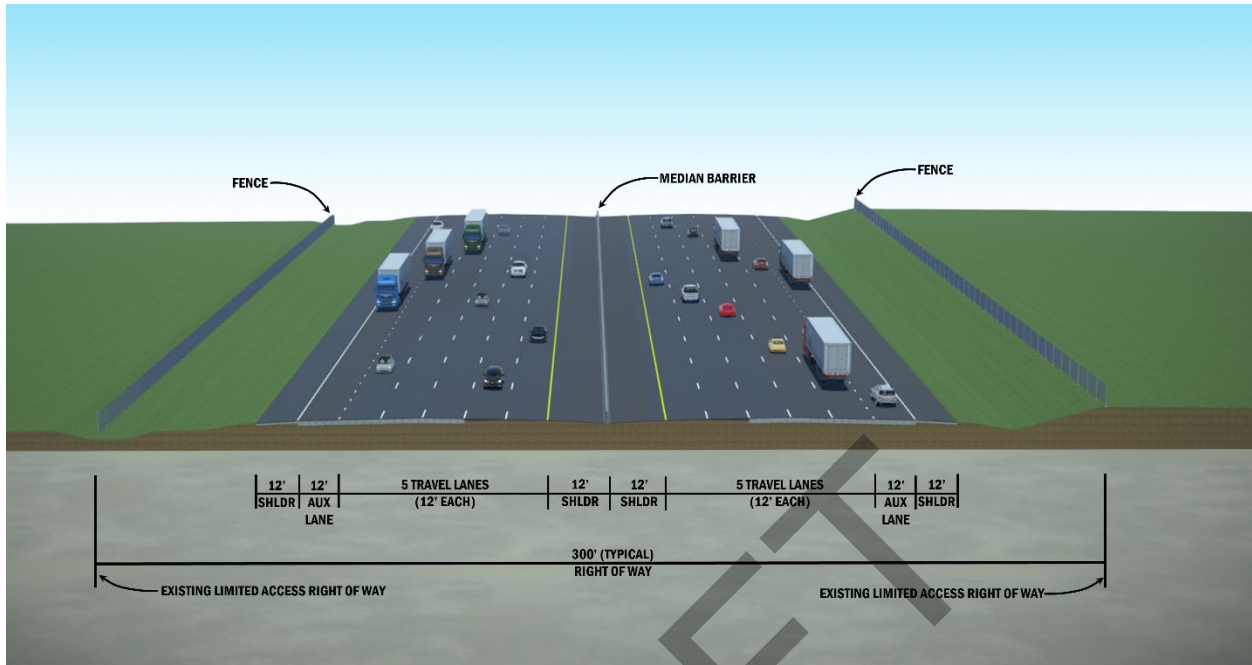 FENCE
MEDIAN BARRIER
FENCE
12'
SHLDR
12'
AUX
LANE
5 TRAVEL LANES
(12' EACH)
12'
SHLDR
12'
SHLDR
5 TRAVEL LANES
(12' EACH)
12'
AUX
LANE
12'
SHLDR
300' (TYPICAL)
RIGHT OF WAY
EXISTING LIMITED ACCESS RIGHT OF WAY
EXISTING LIMITED ACCESS RIGHT OF WAY
FT